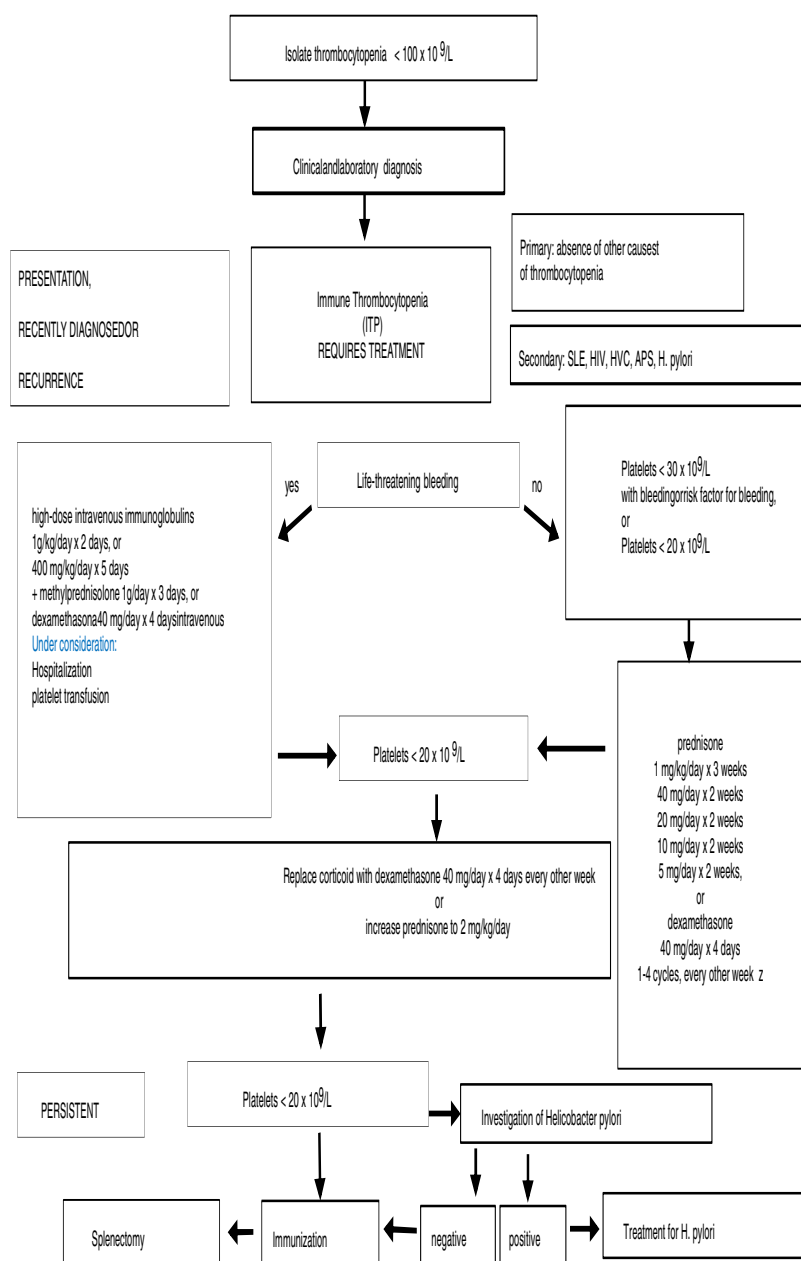 Isolate thrombocytopenia < 100 x 10 9/L
Clinicalandlaboratory diagnosis
Primary: absence of other causest
of thrombocytopenia
PRESENTATION,
RECENTLY DIAGNOSEDOR
RECURRENCE
Immune Thrombocytopenia
(ITP)
REQUIRES TREATMENT
Secondary: SLE, HIV, HVC, APS, H. pylori
yes
Life-threatening bleeding
no
Platelets < 30 x 109/L
with bleedingorrisk factor for bleeding,
or
Platelets < 20 x 109/L
high-dose intravenous immunoglobulins
1g/kg/day x 2 days, or
400 mg/kg/day x 5 days
+ methylprednisolone 1g/day x 3 days, or
dexamethasona40 mg/day x 4 daysintravenous
Under consideration:
Hospitalization
platelet transfusion
Platelets < 20 x 10 9/L
prednisone
1 mg/kg/day x 3 weeks
40 mg/day x 2 weeks
20 mg/day x 2 weeks
10 mg/day x 2 weeks
5 mg/day x 2 weeks,
or
dexamethasone
40 mg/day x 4 days
1-4 cycles, every other week z
Replace corticoid with dexamethasone 40 mg/day x 4 days every other week
or
increase prednisone to 2 mg/kg/day
PERSISTENT
Platelets < 20 x 109/L
Investigation of Helicobacter pylori
Splenectomy
Immunization
negative
positive
Treatment for H. pylori